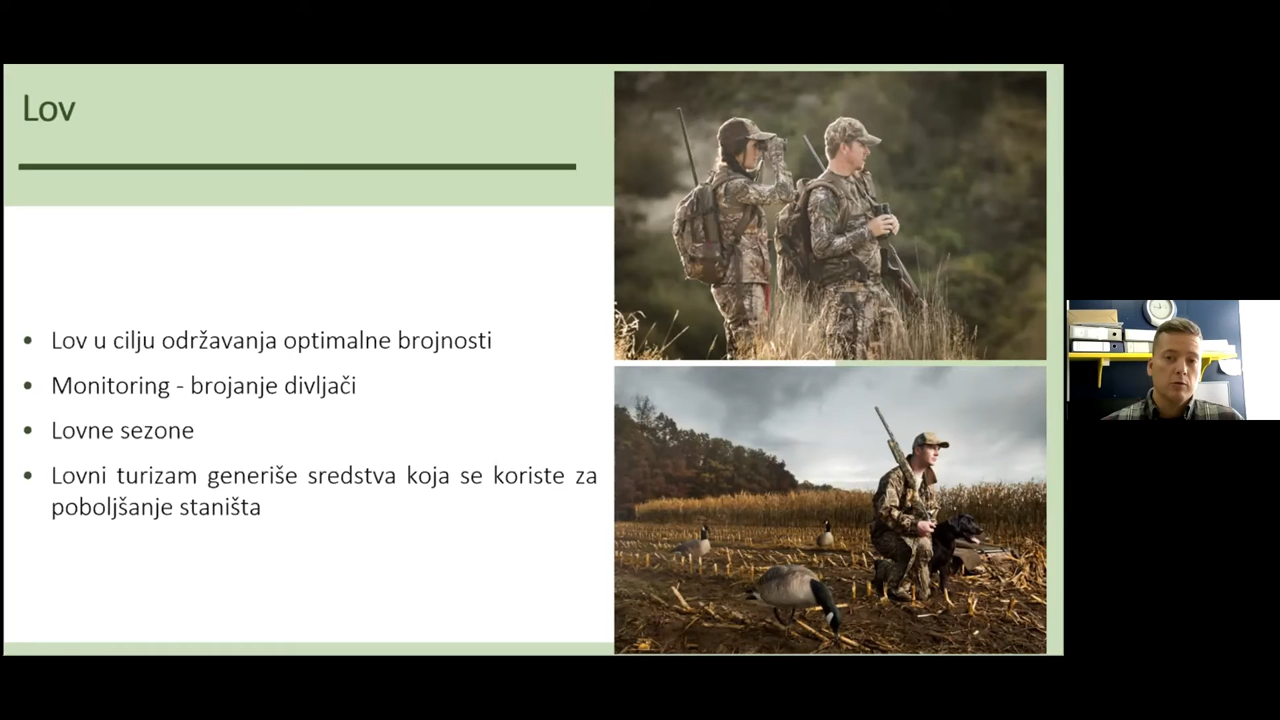 Lov
• Lov u cilju održavanja optimalne brojnosti
• Monitoring - brojanje divljači
• Lovne sezone
• Lovni turizam generiše sredstva koja se koriste za
poboljšanje staništa